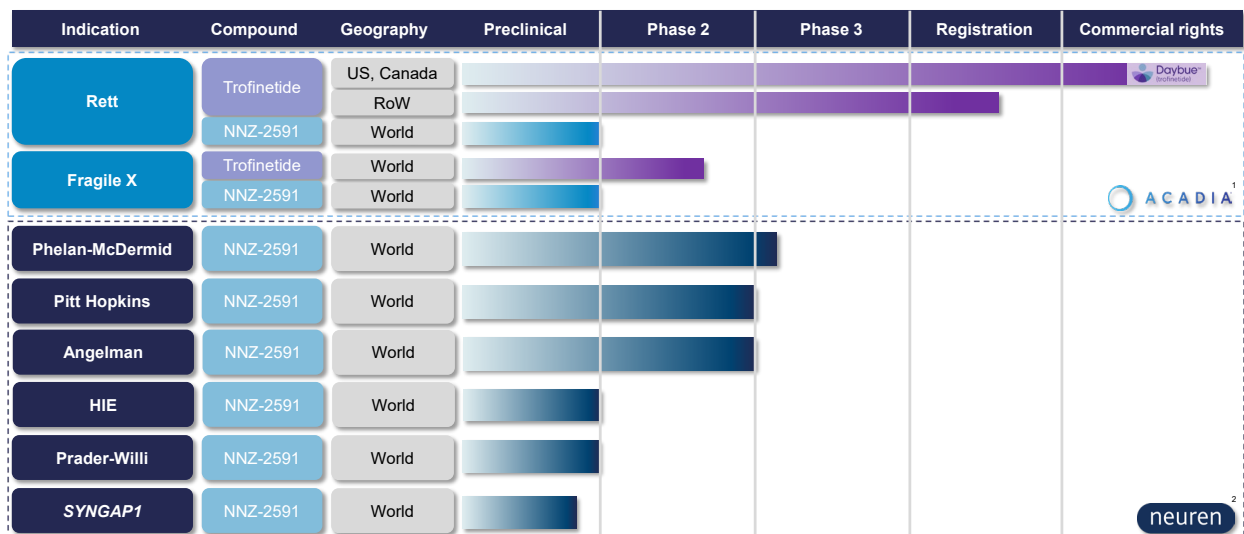 Indication Compound Geography Preclinical Phase 2 Phase 3 Registration Commercial rights
Rett
Trofinetide
US, Canada
Daybue™
(trofinetide)
RoW
NNZ-2591 World
Fragile X
Trofinetide World
NNZ-2591 World
ACADIA 1
Phelan-McDermid NNZ-2591 World
Pitt Hopkins NNZ-2591 World
Angelman NNZ-2591 World
HIE NNZ-2591 World
Prader-Willi NNZ-2591 World
SYNGAP1 NNZ-2591 World
neuren 2